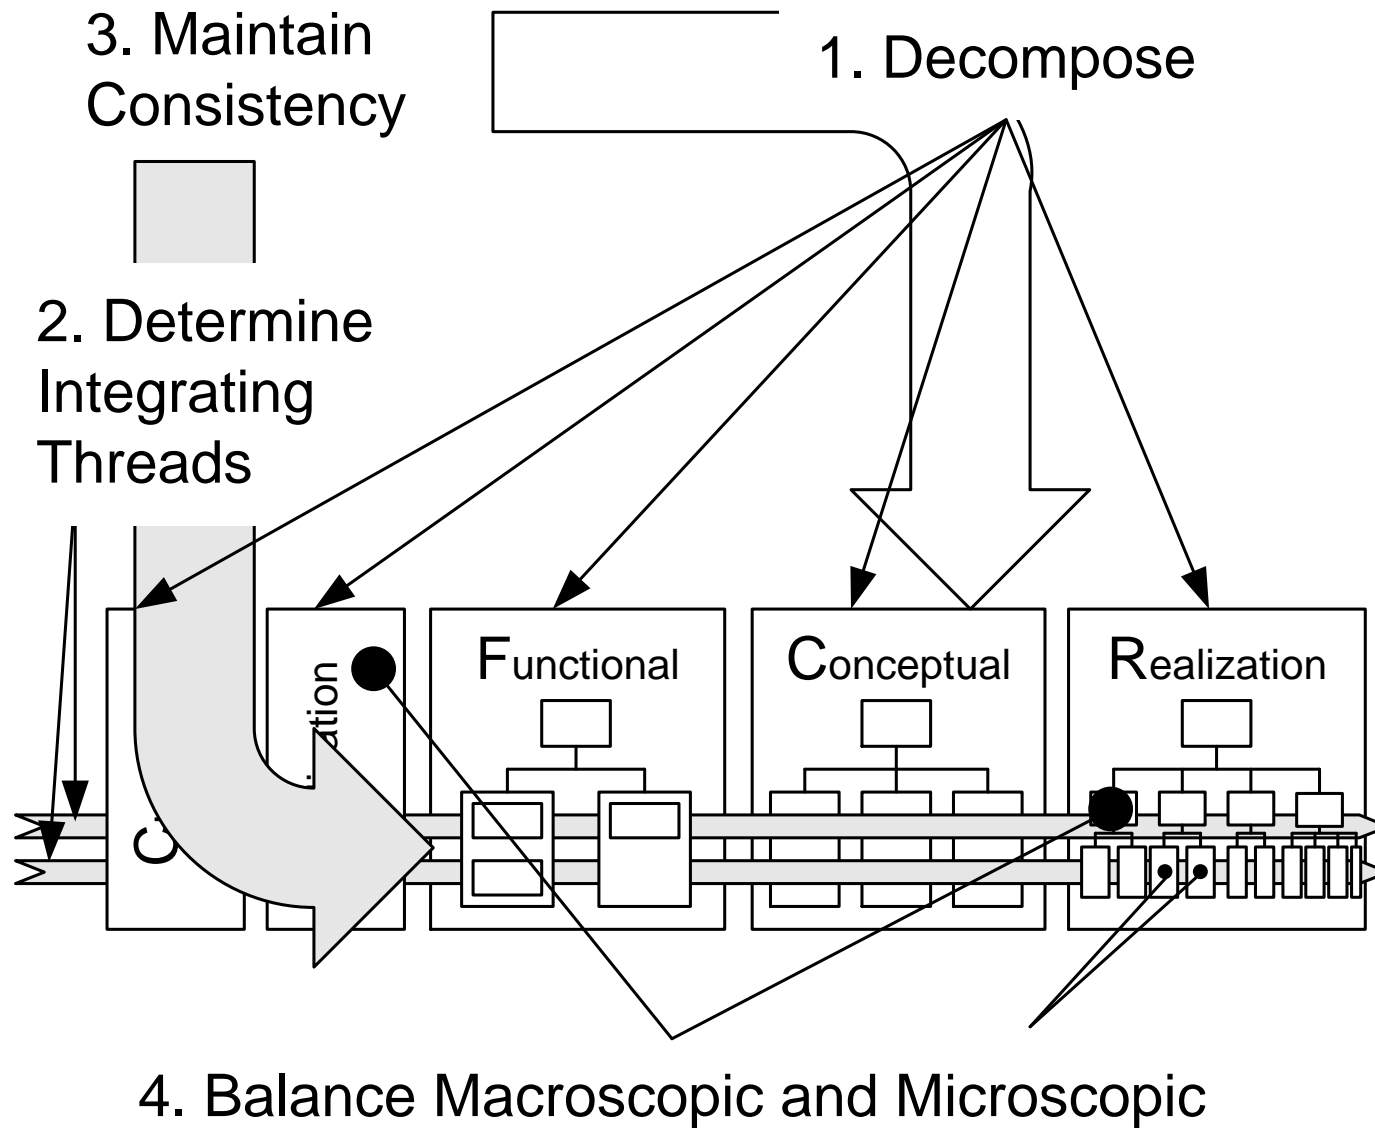 3. Maintain
Consistency
1. Decompose
2. Determine
Integrating
Threads
Functional
Conceptual
Realization
4. Balance Macroscopic and Microscopic